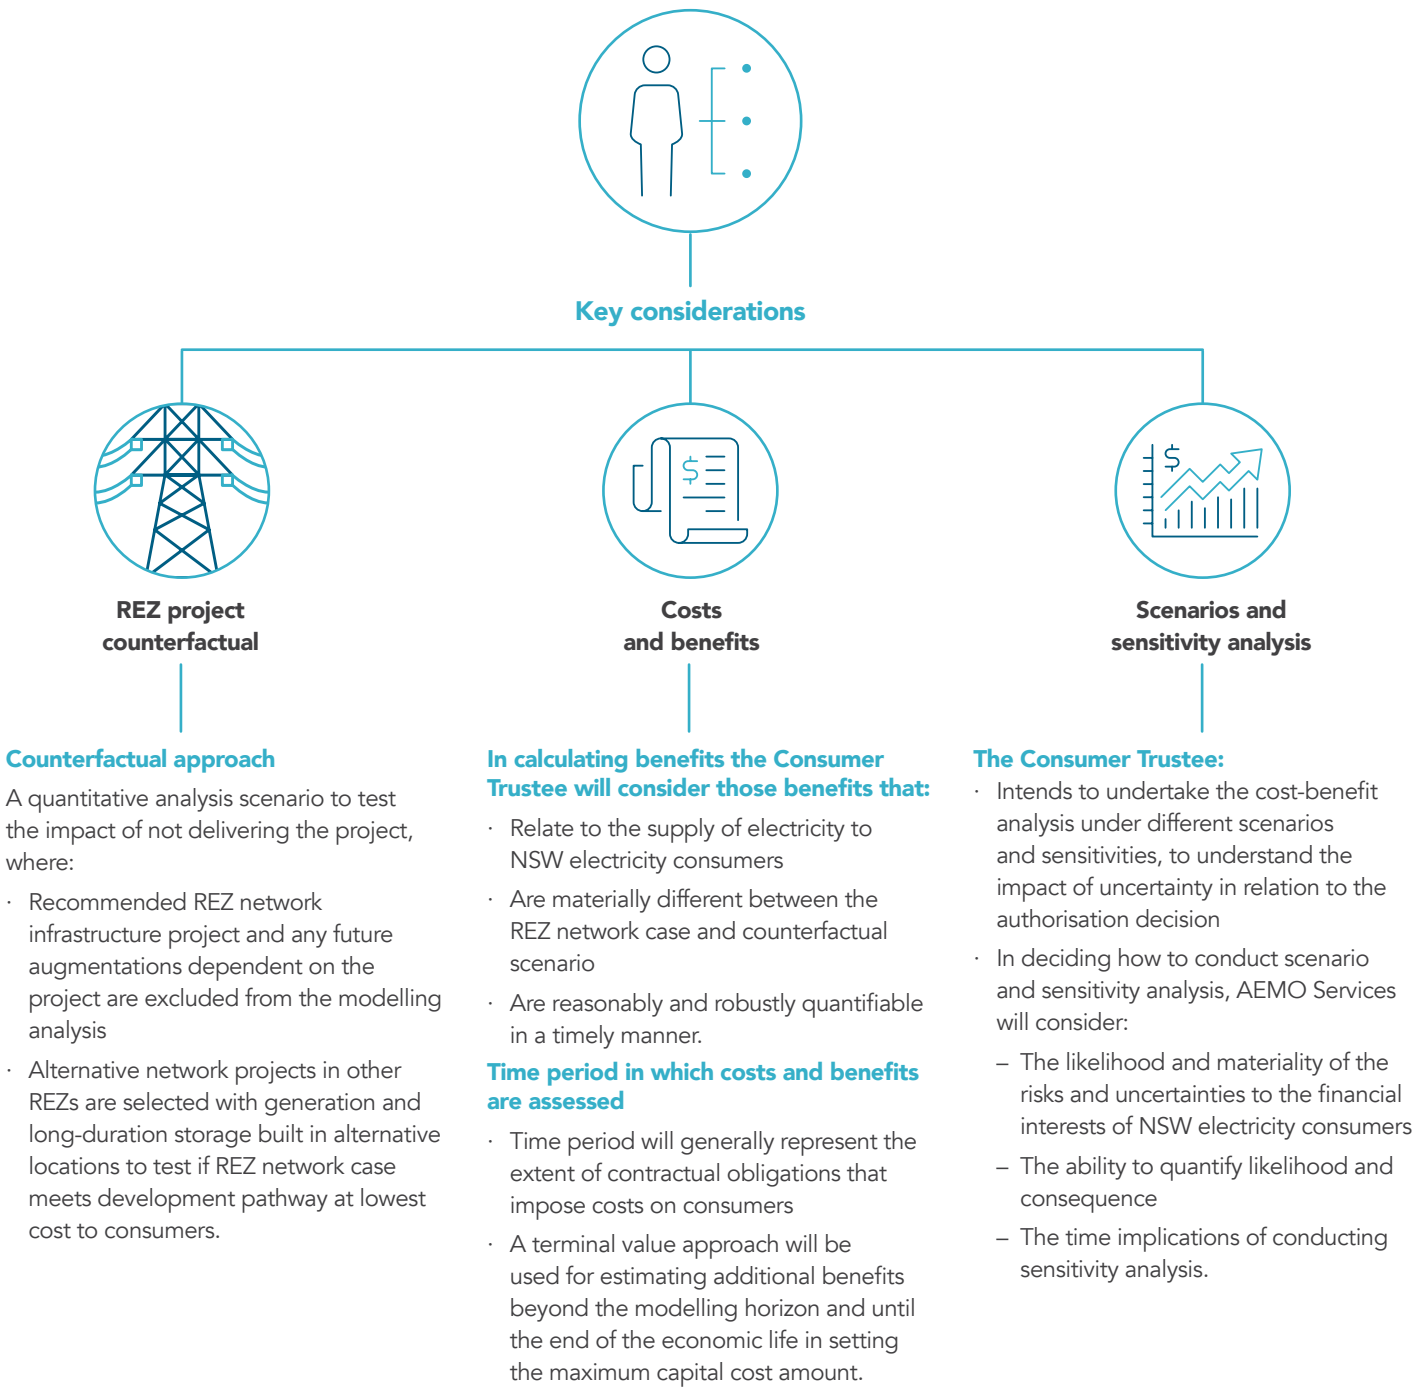 Key considerations
REZ project
counterfactual
Counterfactual approach
A quantitative analysis scenario to test
the impact of not delivering the project,
where:
· Recommended REZ network
infrastructure project and any future
augmentations dependent on the
project are excluded from the modelling
analysis
· Alternative network projects in other
REZs are selected with generation and
long-duration storage built in alternative
locations to test if REZ network case
meets development pathway at lowest
cost to consumers.
$
Costs
and benefits
In calculating benefits the Consumer
Trustee will consider those benefits that:
· Relate to the supply of electricity to
NSW electricity consumers
· Are materially different between the
REZ network case and counterfactual
scenario
· Are reasonably and robustly quantifiable
in a timely manner.
Time period in which costs and benefits
are assessed
· Time period will generally represent the
extent of contractual obligations that
impose costs on consumers
· A terminal value approach will be
used for estimating additional benefits
beyond the modelling horizon and until
the end of the economic life in setting
the maximum capital cost amount.
$
Scenarios and
sensitivity analysis
The Consumer Trustee:
· Intends to undertake the cost-benefit
analysis under different scenarios
and sensitivities, to understand the
impact of uncertainty in relation to the
authorisation decision
· In deciding how to conduct scenario
and sensitivity analysis, AEMO Services
will consider:
– The likelihood and materiality of the
risks and uncertainties to the financial
interests of NSW electricity consumers
– The ability to quantify likelihood and
consequence
– The time implications of conducting
sensitivity analysis.